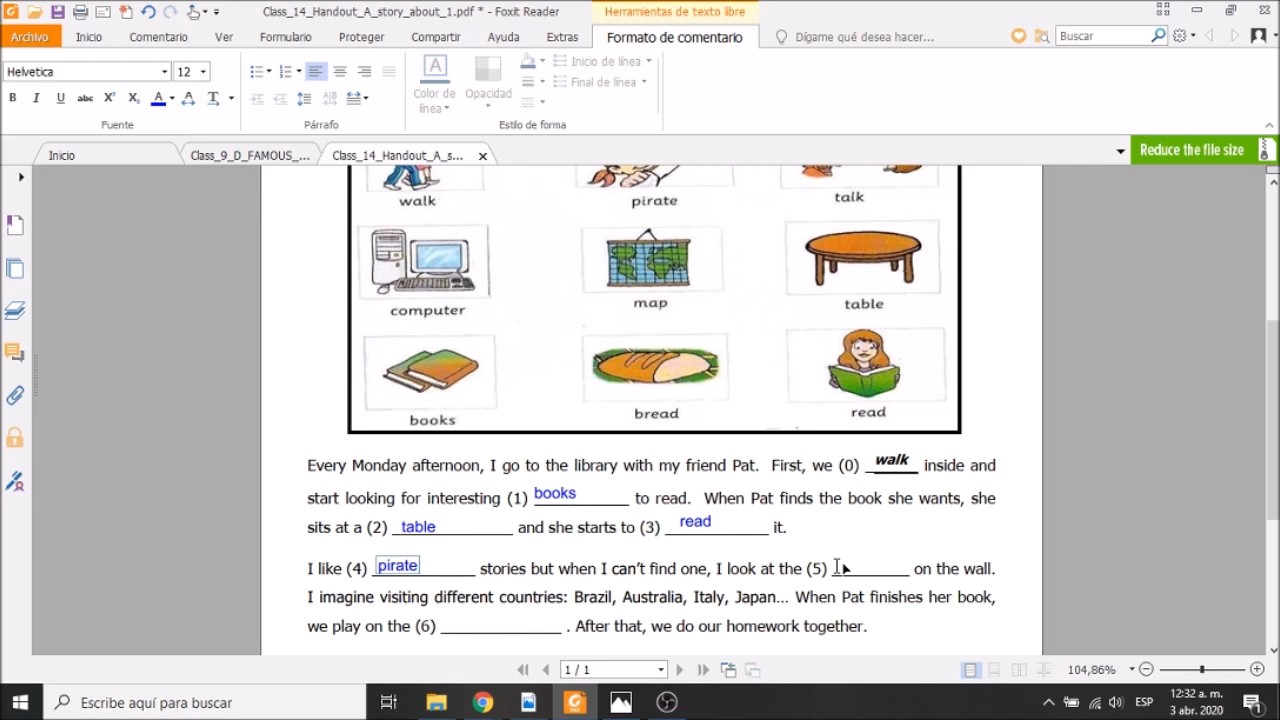 Class_14_Handout_A_story_about_1.pdf * - Foxit Reader
Herramientas de texto libre
Archivo Inicio Comentario Ver Formulario Proteger Compartir Ayuda Extras Formato de comentario Dígame qué desea hacer... Buscar
Helvetica 12
Color de línea Opacidad Inicio de línea
Final de línea
Fuente Párrafo Estilo de forma
Inicio Class_9_D_FAMOUS_... Class_14_Handout_A_s... Reduce the file size
walk pirate talk
computer map table
books bread read
Every Monday afternoon, I go to the library with my friend Pat. First, we (0) walk inside and
start looking for interesting (1) books to read. When Pat finds the book she wants, she
sits at a (2) table and she starts to (3) read it.
I like (4) pirate stories but when I can't find one, I look at the (5) ________ on the wall.
I imagine visiting different countries: Brazil, Australia, Italy, Japan... When Pat finishes her book,
we play on the (6) ____________ . After that, we do our homework together.
1 / 1 104,86%
Escribe aquí para buscar ESP 12:32 a. m.
3 abr. 2020